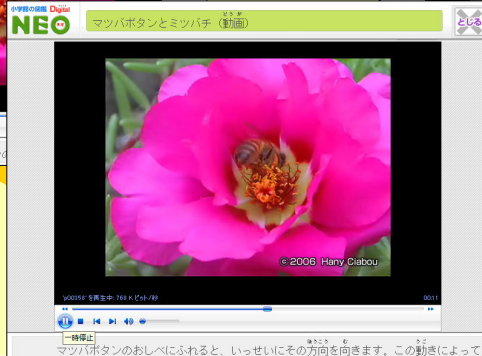 小学館の図鑑 Digital
NEO
マツバボタンとミツバチ（動画）
どうが
とじる
© 2006 Hany Ciabou
'p00158' を再生中: 768 K ビット/秒
00:11
一時停止
ほうこう む うご
マツバボタンのおしべにふれると、いっせいにその方向を向きます。この動きによって